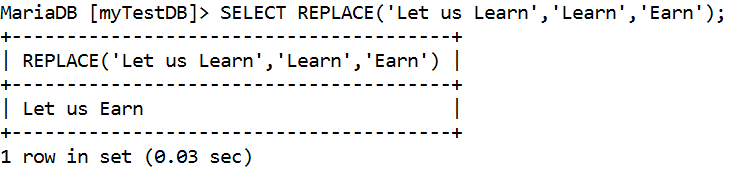 MariaDB [myTestDB]> SELECT REPLACE('Let us Learn','Learn','Earn');
+----------------------------------------+
| REPLACE('Let us Learn','Learn','Earn') |
+----------------------------------------+
| Let us Earn                            |
+----------------------------------------+
1 row in set (0.03 sec)